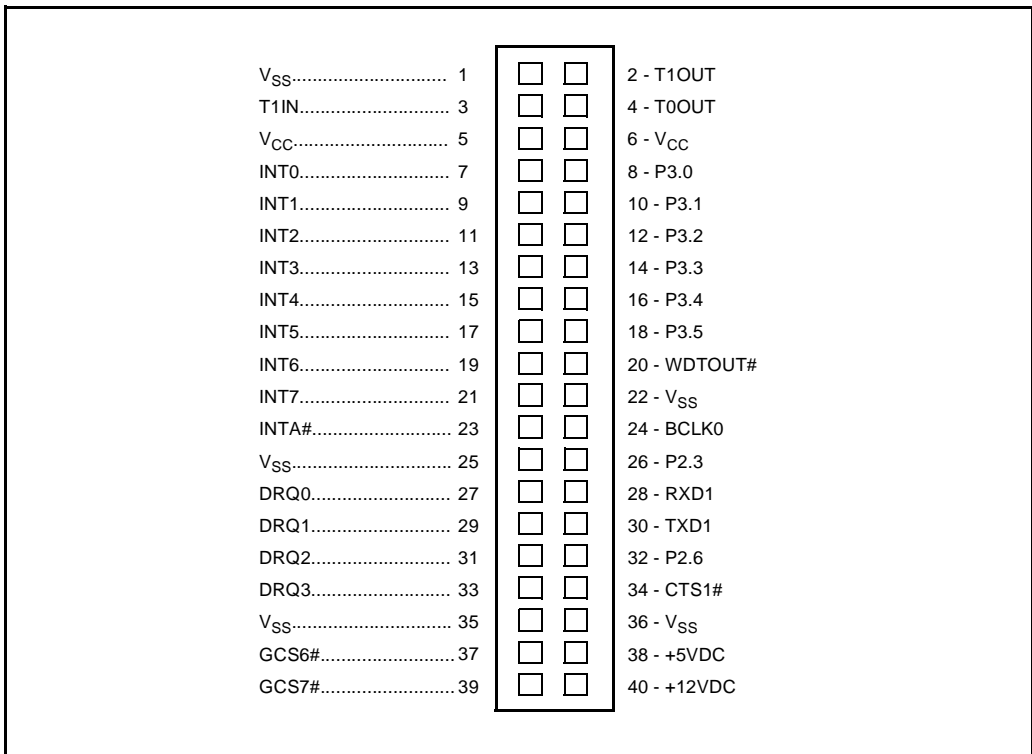 VSS.............................. 1 2 - T1OUT
T1IN............................. 3 4 - T0OUT
VCC.............................. 5 6 - VCC
INT0............................. 7 8 - P3.0
INT1............................. 9 10 - P3.1
INT2............................. 11 12 - P3.2
INT3............................. 13 14 - P3.3
INT4............................. 15 16 - P3.4
INT5............................. 17 18 - P3.5
INT6............................. 19 20 - WDTOUT#
INT7............................. 21 22 - VSS
INTA#........................... 23 24 - BCLK0
VSS............................... 25 26 - P2.3
DRQ0........................... 27 28 - RXD1
DRQ1........................... 29 30 - TXD1
DRQ2........................... 31 32 - P2.6
DRQ3........................... 33 34 - CTS1#
VSS............................... 35 36 - VSS
GCS6#..........................37 38 - +5VDC
GCS7#..........................39 40 - +12VDC